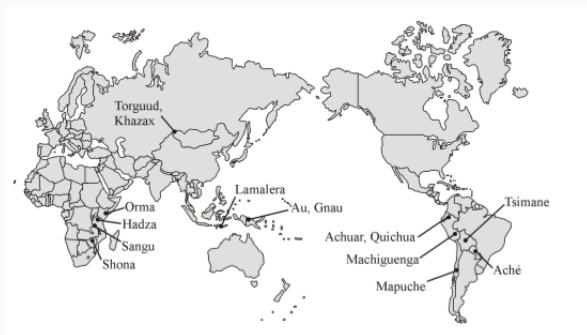 Torguud,
Khazax
Lamalera
Orma
Au, Gnau
Tsimane
Hadza
Achuar, Quichua
Sangu
Machiguenga
Shona
Aché
Mapuche